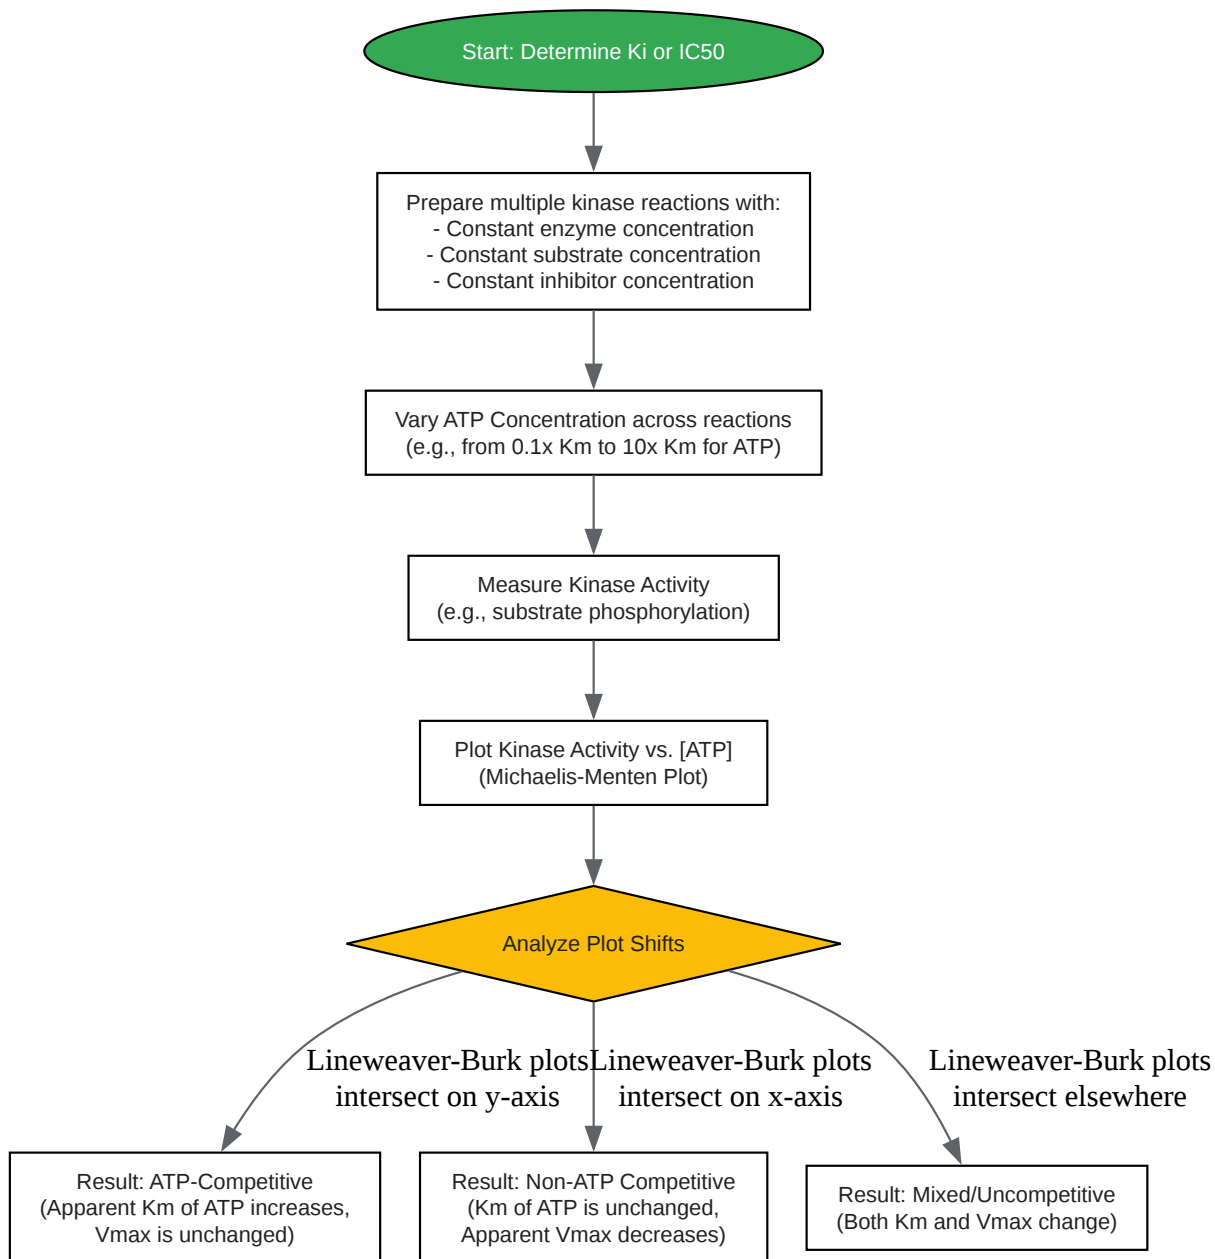 Start: Determine Ki or IC50
Prepare multiple kinase reactions with:
- Constant enzyme concentration
- Constant substrate concentration
- Constant inhibitor concentration
Vary ATP Concentration across reactions
(e.g., from 0.1x Km to 10x Km for ATP)
Measure Kinase Activity
(e.g., substrate phosphorylation)
Plot Kinase Activity vs. [ATP]
(Michaelis-Menten Plot)
Analyze Plot Shifts
Lineweaver-Burk plots
intersect on y-axis
Lineweaver-Burk plots
intersect on x-axis
Lineweaver-Burk plots
intersect elsewhere
Result: ATP-Competitive
(Apparent Km of ATP increases,
Vmax is unchanged)
Result: Non-ATP Competitive
(Km of ATP is unchanged,
Apparent Vmax decreases)
Result: Mixed/Uncompetitive
(Both Km and Vmax change)